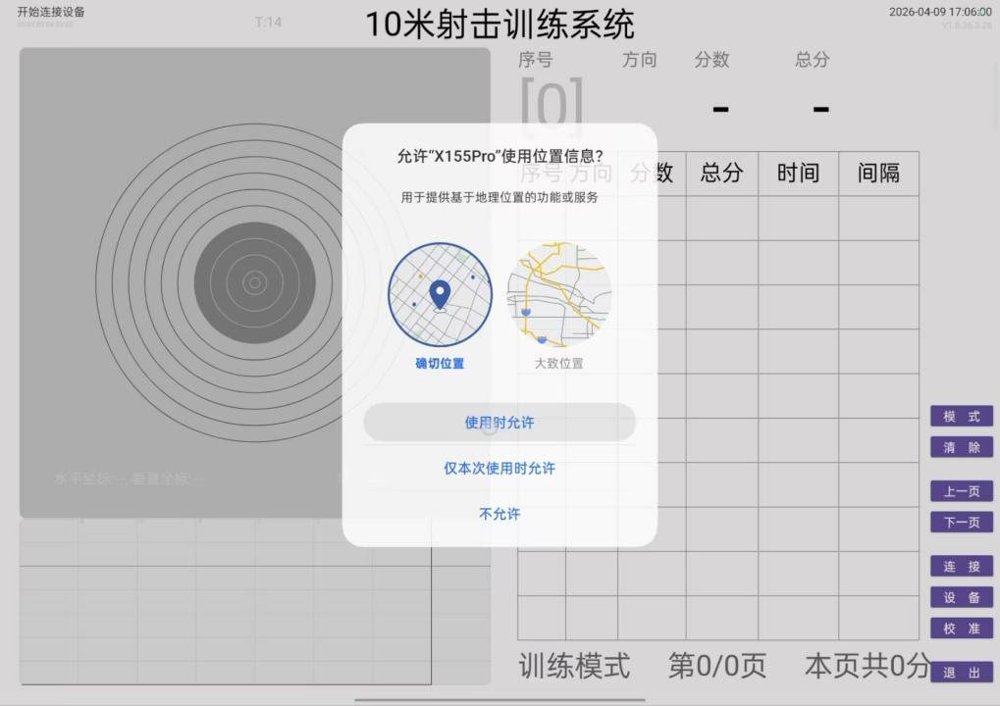 开始连接设备
T:14
10米射击训练系统
2026-04-09 17:06:00
V1.0.26.3.28
序号 方向 分数 总分
[0] - -
允许“X155Pro”使用位置信息?
用于提供基于地理位置的功能或服务
确切位置 大致位置
使用时允许
仅本次使用时允许
不允许
序号 方向 分数 总分 时间 间隔
水平坐标:--, 垂直坐标:--
模 式
清 除
上一页
下一页
连 接
设 备
校 准
退 出
训练模式 第0/0页 本页共0分